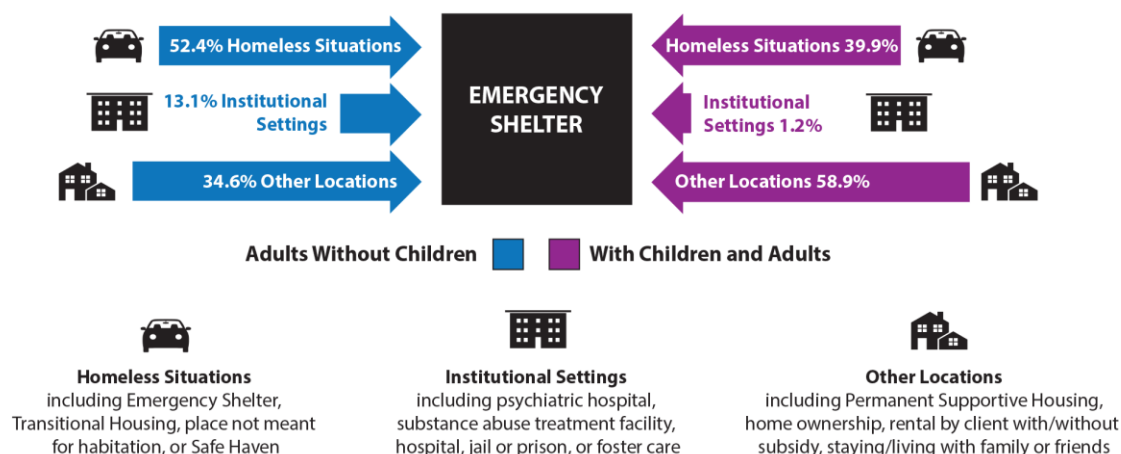 52.4% Homeless Situations
13.1% Institutional
Settings
34.6% Other Locations
EMERGENCY
SHELTER
Homeless Situations 39.9%
Institutional
Settings 1.2%
Other Locations 58.9%
Adults Without Children
With Children and Adults
Homeless Situations
including Emergency Shelter,
Transitional Housing, place not meant
for habitation, or Safe Haven
Institutional Settings
including psychiatric hospital,
substance abuse treatment facility,
hospital, jail or prison, or foster care
Other Locations
including Permanent Supportive Housing,
home ownership, rental by client with/without
subsidy, staying/living with family or friends